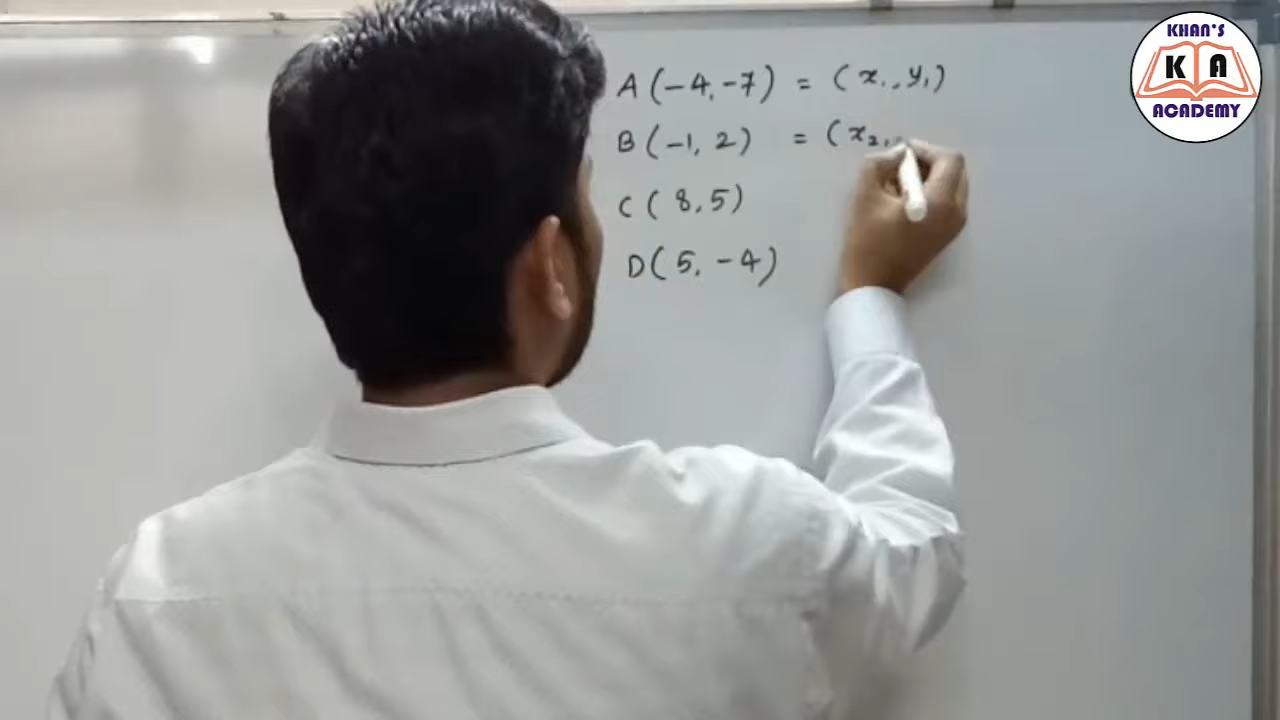 A (-4, -7) = (x₁, y₁)
B (-1, 2) = (x₂,
C ( 8, 5)
D( 5, -4)
KHAN'S
K A
ACADEMY